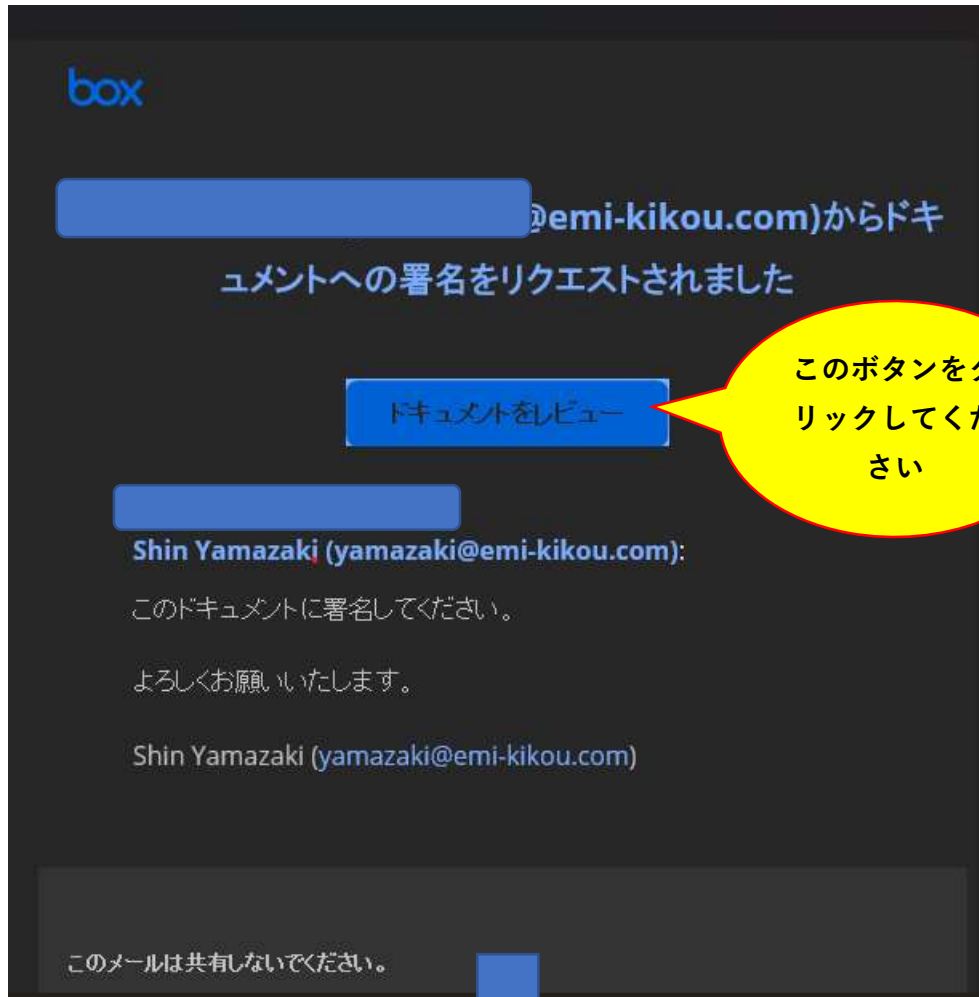 box
@emi-kikou.com)からドキ
ュメントへの署名をリクエストされました
ドキュメントをレビュー
このボタンをク
リックしてくだ
さい
Shin Yamazaki (yamazaki@emi-kikou.com):
このドキュメントに署名してください。
よろしくお願いいたします。
Shin Yamazaki (yamazaki@emi-kikou.com)
このメールは共有しないでください。